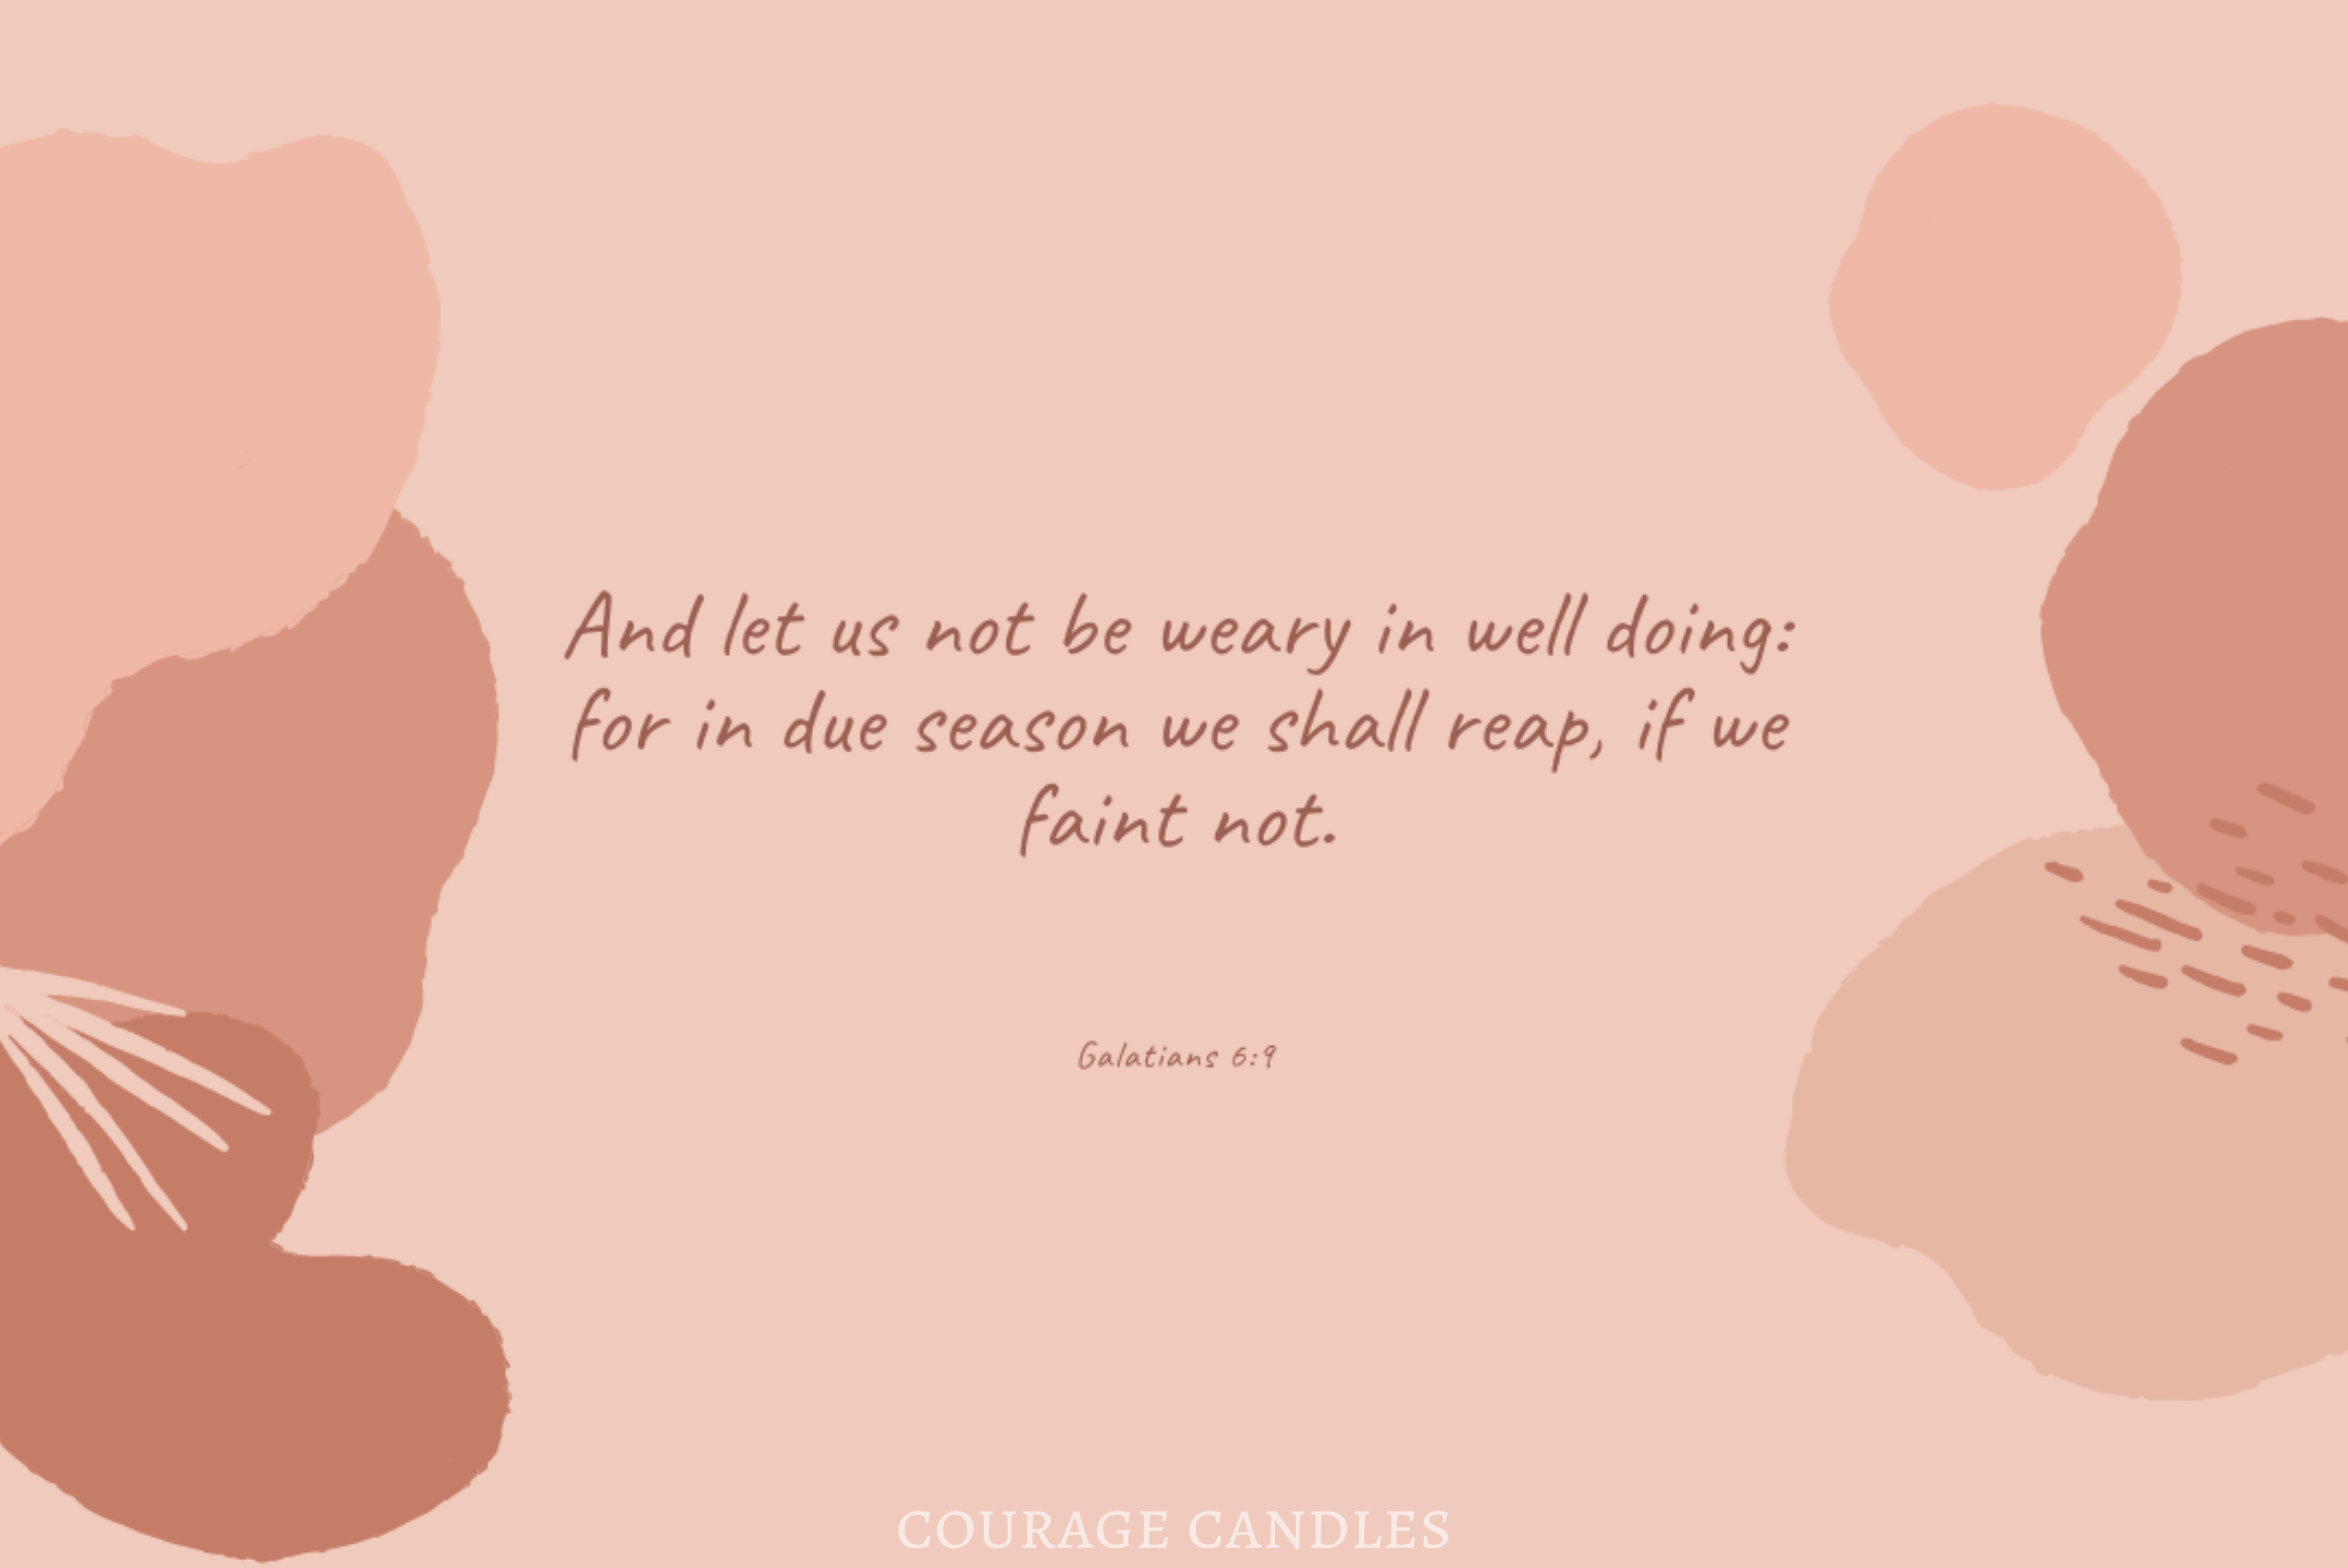 And let us not be weary in well doing:
for in due season we shall reap, if we
faint not.
Galatians 6:9
COURAGE CANDLES